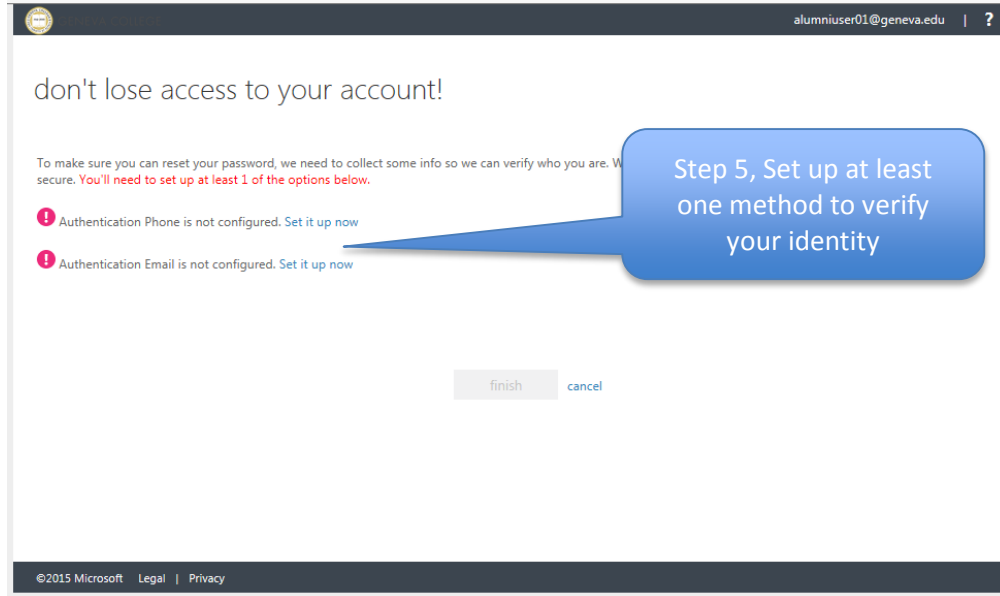 GENEVA COLLEGE
alumniuser01@geneva.edu | ?
don't lose access to your account!
To make sure you can reset your password, we need to collect some info so we can verify who you are. W
secure. You'll need to set up at least 1 of the options below.
Step 5, Set up at least
one method to verify
your identity
! Authentication Phone is not configured. Set it up now
! Authentication Email is not configured. Set it up now
finish cancel
©2015 Microsoft Legal | Privacy